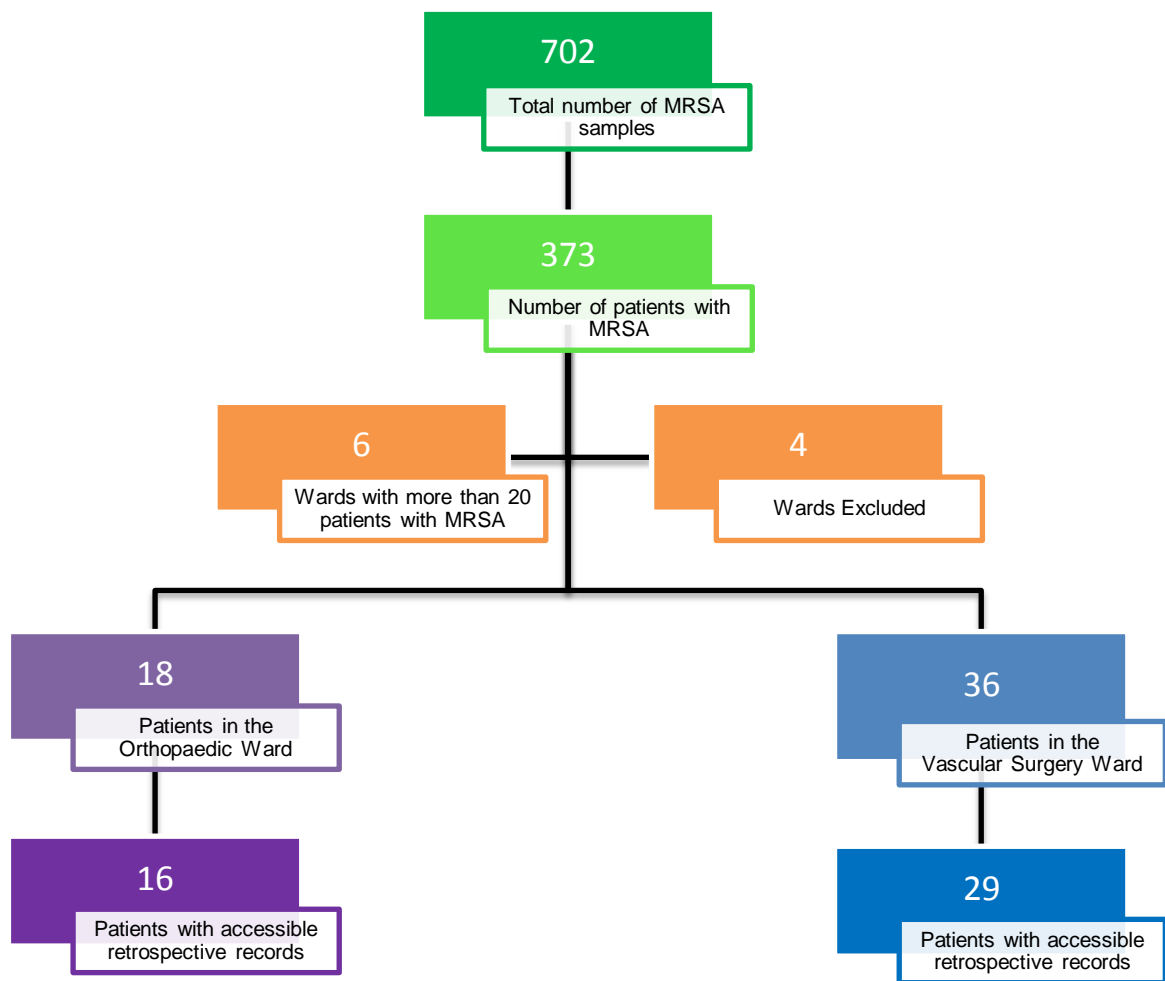 702
Total number of MRSA
samples
373
Number of patients with
MRSA
6
Wards with more than 20
patients with MRSA
4
Wards Excluded
18
Patients in the
Orthopaedic Ward
36
Patients in the
Vascular Surgery Ward
16
Patients with accessible
retrospective records
29
Patients with accessible
retrospective records